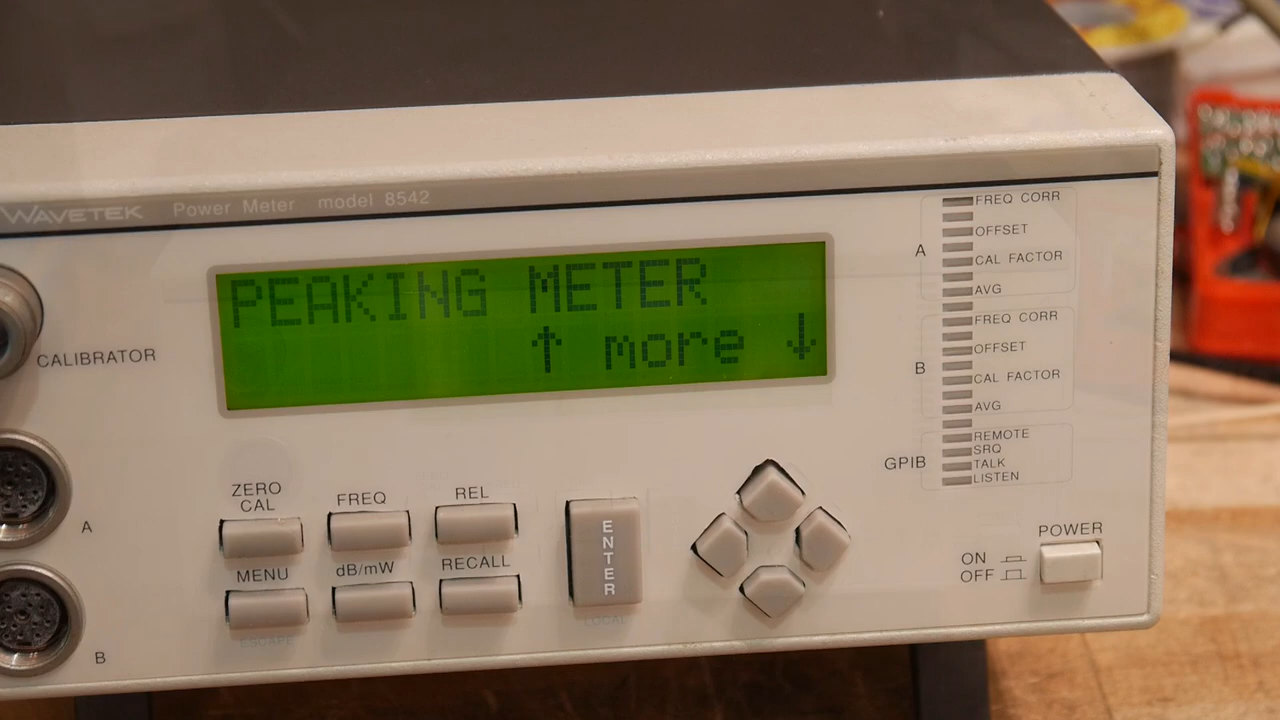 WAVETEK Power Meter model 8542
PEAKING METER
↑ more ↓
CALIBRATOR
A
B
ZERO
CAL
FREQ
REL
MENU
dB/mW
RECALL
ESCAPE
ENTER
LOCAL
A
FREQ CORR
OFFSET
CAL FACTOR
AVG
B
FREQ CORR
OFFSET
CAL FACTOR
AVG
GPIB
REMOTE
SRQ
TALK
LISTEN
POWER
ON
OFF